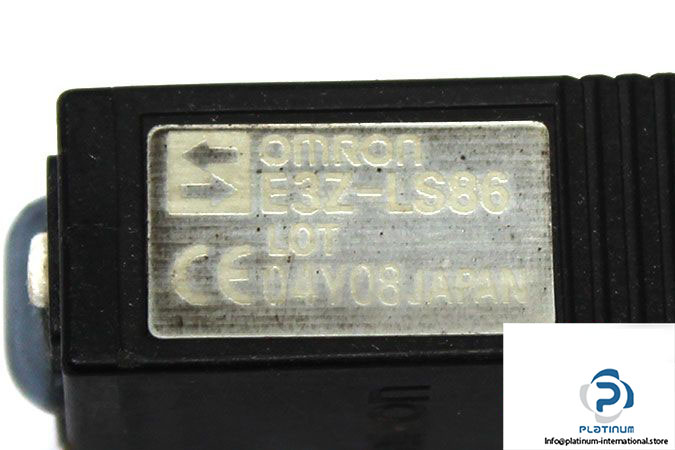 OMRON
E3Z-LS86
LOT
CE 04Y08 JAPAN
PLATINUM
Info@platinum-international.store